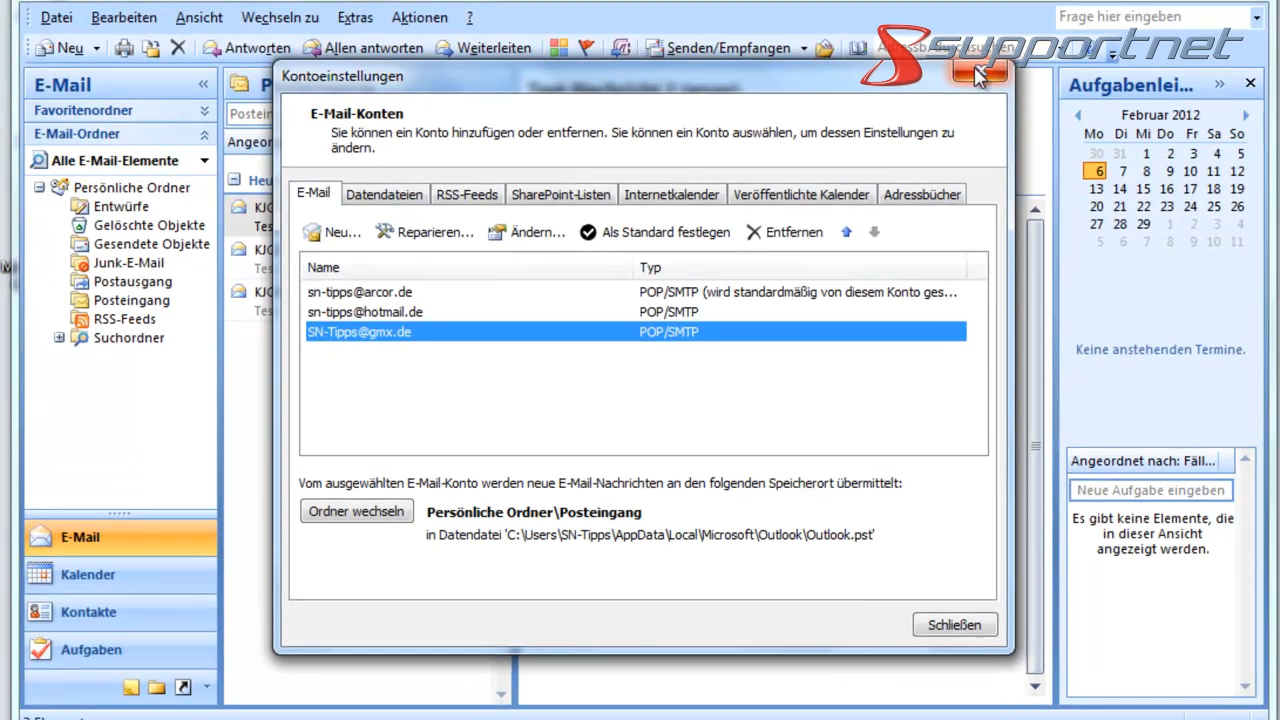 Datei Bearbeiten Ansicht Wechseln zu Extras Aktionen ?
Frage hier eingeben
Neu Antworten Allen antworten Weiterleiten Senden/Empfangen
supportnet
E-Mail «
Favoritenordner
E-Mail-Ordner
Alle E-Mail-Elemente
Persönliche Ordner
Entwürfe
Gelöschte Objekte
Gesendete Objekte
Junk-E-Mail
Postausgang
Posteingang
RSS-Feeds
Suchordner
E-Mail
Kalender
Kontakte
Aufgaben
Kontoeinstellungen
E-Mail-Konten
Sie können ein Konto hinzufügen oder entfernen. Sie können ein Konto auswählen, um dessen Einstellungen zu
ändern.
E-Mail Datendateien RSS-Feeds SharePoint-Listen Internetkalender Veröffentlichte Kalender Adressbücher
Neu... Reparieren... Ändern... Als Standard festlegen Entfernen
Name Typ
sn-tipps@arcor.de POP/SMTP (wird standardmäßig von diesem Konto ges...
sn-tipps@hotmail.de POP/SMTP
SN-Tipps@gmx.de POP/SMTP
Vom ausgewählten E-Mail-Konto werden neue E-Mail-Nachrichten an den folgenden Speicherort übermittelt:
Ordner wechseln Persönliche Ordner\Posteingang
in Datendatei 'C:\Users\SN-Tipps\AppData\Local\Microsoft\Outlook\Outlook.pst'
Schließen
Aufgabenlei... »
Februar 2012
Mo Di Mi Do Fr Sa So
30 31 1 2 3 4 5
6 7 8 9 10 11 12
13 14 15 16 17 18 19
20 21 22 23 24 25 26
27 28 29 1 2 3 4
5 6 7 8 9 10 11
Keine anstehenden Termine.
Angeordnet nach: Fäll...
Neue Aufgabe eingeben
Es gibt keine Elemente, die
in dieser Ansicht
angezeigt werden.